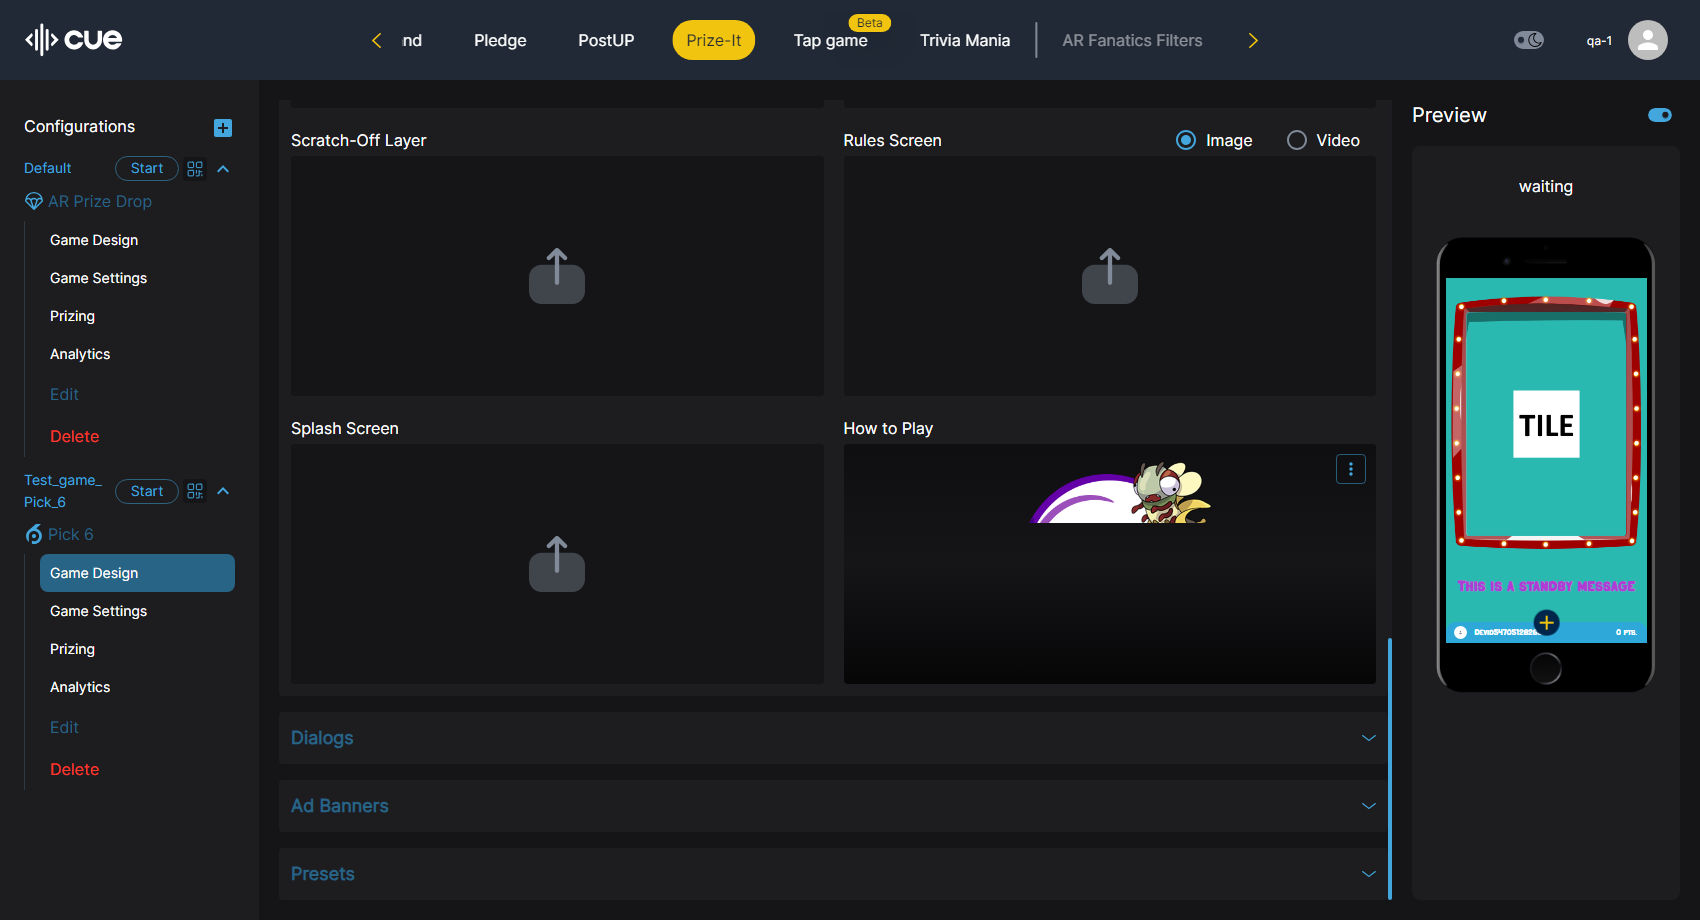 cue
nd
Pledge
PostUP
Prize-It
Beta
Tap game
Trivia Mania
AR Fanatics Filters
qa-1
Configurations
Default
Start
AR Prize Drop
Game Design
Game Settings
Prizing
Analytics
Edit
Delete
Test_game_
Pick_6
Start
Pick 6
Game Design
Game Settings
Prizing
Analytics
Edit
Delete
Scratch-Off Layer
Rules Screen
Image
Video
Splash Screen
How to Play
Dialogs
Ad Banners
Presets
Preview
waiting
TILE
THIS IS A STANDBY MESSAGE
0 PTS.